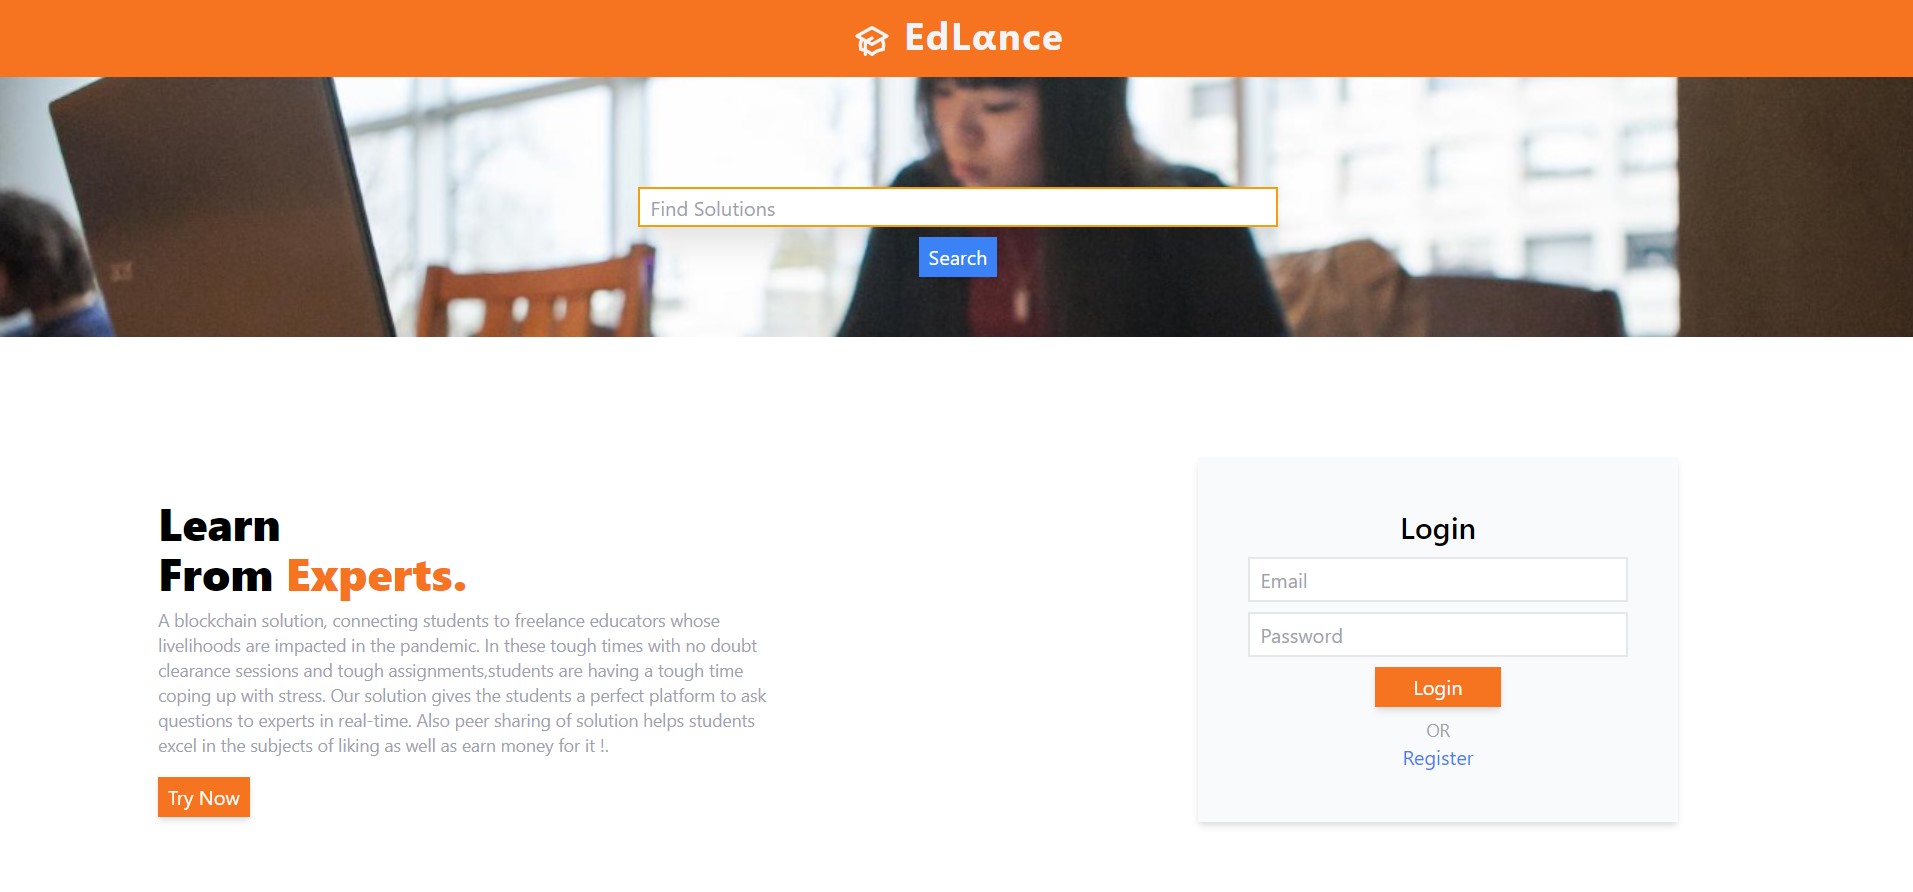 EdLαnce
Find Solutions
Search
Learn
From Experts.
A blockchain solution, connecting students to freelance educators whose
livelihoods are impacted in the pandemic. In these tough times with no doubt
clearance sessions and tough assignments,students are having a tough time
coping up with stress. Our solution gives the students a perfect platform to ask
questions to experts in real-time. Also peer sharing of solution helps students
excel in the subjects of liking as well as earn money for it !.
Try Now
Login
Email
Password
Login
OR
Register